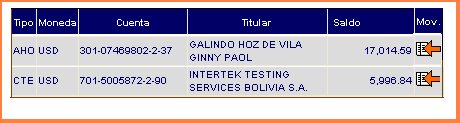 Tipo Moneda Cuenta Titular Saldo Mov.
AHO USD 301-07469802-2-37 GALINDO HOZ DE VILA GINNY PAOL 17,014.59
CTE USD 701-5005872-2-90 INTERTEK TESTING SERVICES BOLIVIA S.A. 5,996.84